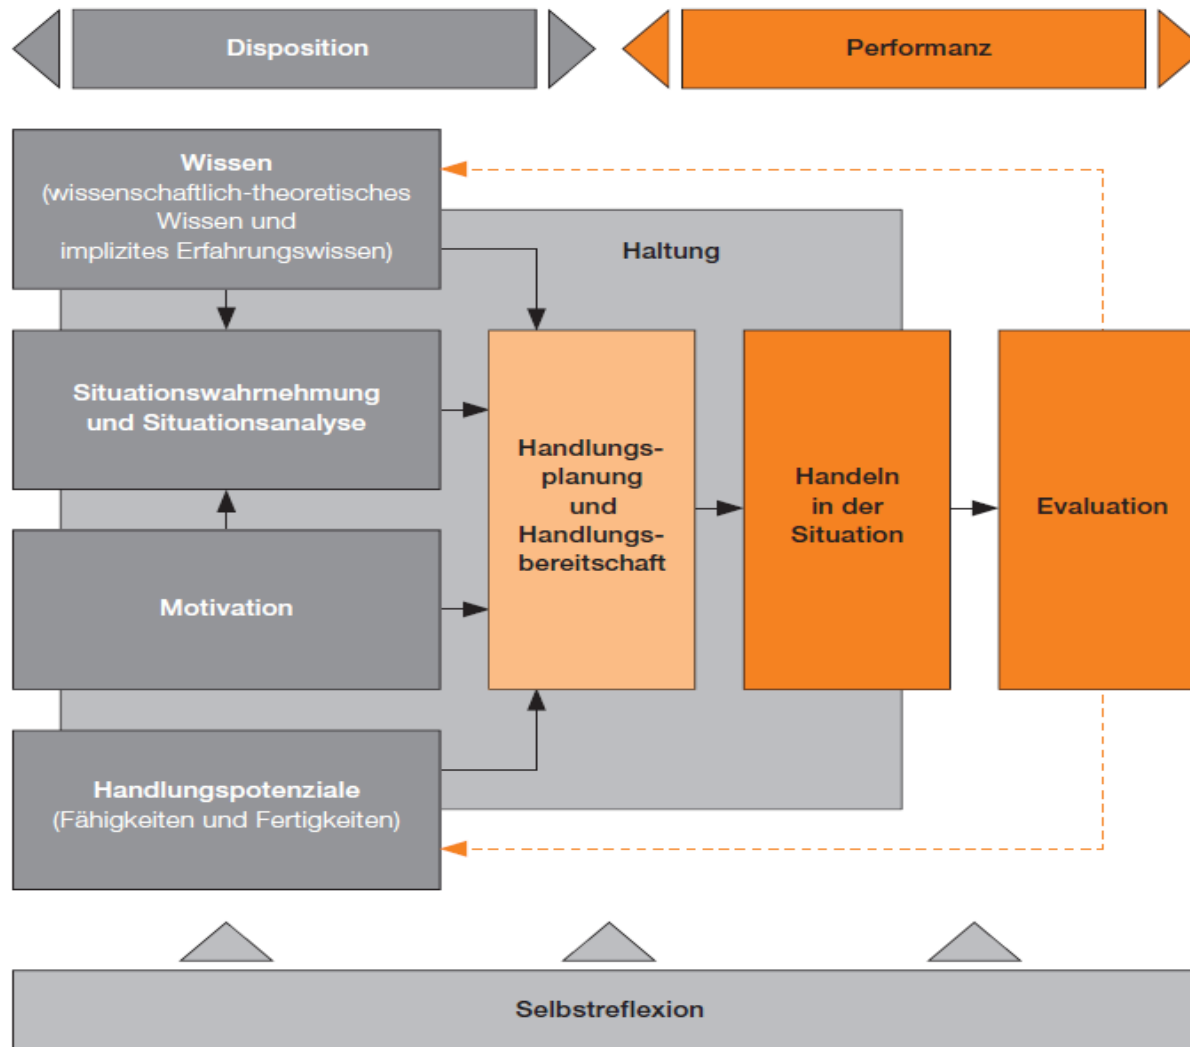 Disposition
Performanz
Wissen
(wissenschaftlich-theoretisches
Wissen und
implizites Erfahrungswissen)
Haltung
Situationswahrnehmung
und Situationsanalyse
Motivation
Handlungspotenziale
(Fähigkeiten und Fertigkeiten)
Handlungs-
planung
und
Handlungs-
bereitschaft
Handeln
in der
Situation
Evaluation
Selbstreflexion